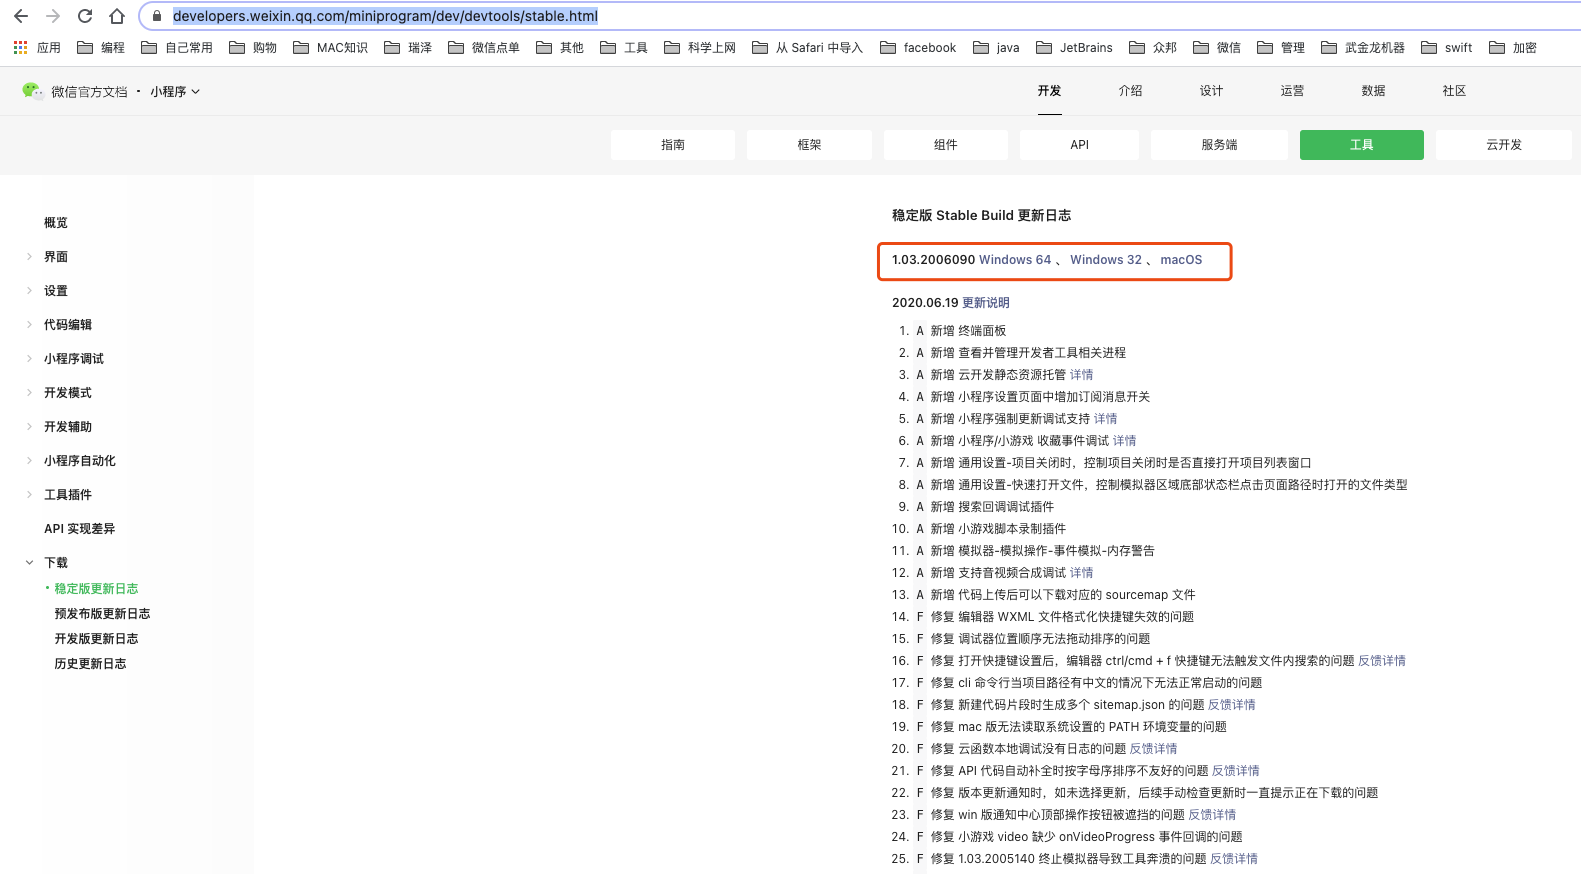 developers.weixin.qq.com/miniprogram/dev/devtools/stable.html
应用 编程 自己常用 购物 MAC知识 瑞泽 微信点单 其他 工具 科学上网 从 Safari 中导入 facebook java JetBrains 众邦 微信 管理 武金龙机器 swift 加密
微信官方文档 · 小程序 开发 介绍 设计 运营 数据 社区
指南 框架 组件 API 服务端 工具 云开发
概览
界面
设置
代码编辑
小程序调试
开发模式
开发辅助
小程序自动化
工具插件
API 实现差异
下载
稳定版更新日志
预发布版更新日志
开发版更新日志
历史更新日志
稳定版 Stable Build 更新日志
1.03.2006090 Windows 64 、 Windows 32 、 macOS
2020.06.19 更新说明
1. A 新增 终端面板
2. A 新增 查看并管理开发者工具相关进程
3. A 新增 云开发静态资源托管 详情
4. A 新增 小程序设置页面中增加订阅消息开关
5. A 新增 小程序强制更新调试支持 详情
6. A 新增 小程序/小游戏 收藏事件调试 详情
7. A 新增 通用设置-项目关闭时，控制项目关闭时是否直接打开项目列表窗口
8. A 新增 通用设置-快速打开文件，控制模拟器区域底部状态栏点击页面路径时打开的文件类型
9. A 新增 搜索回调调试插件
10. A 新增 小游戏脚本录制插件
11. A 新增 模拟器-模拟操作-事件模拟-内存警告
12. A 新增 支持音视频合成调试 详情
13. A 新增 代码上传后可以下载对应的 sourcemap 文件
14. F 修复 编辑器 WXML 文件格式化快捷键失效的问题
15. F 修复 调试器位置顺序无法拖动排序的问题
16. F 修复 打开快捷键设置后，编辑器 ctrl/cmd + f 快捷键无法触发文件内搜索的问题 反馈详情
17. F 修复 cli 命令行当项目路径有中文的情况下无法正常启动的问题
18. F 修复 新建代码片段时生成多个 sitemap.json 的问题 反馈详情
19. F 修复 mac 版无法读取系统设置的 PATH 环境变量的问题
20. F 修复 云函数本地调试没有日志的问题 反馈详情
21. F 修复 API 代码自动补全时按字母序排序不友好的问题 反馈详情
22. F 修复 版本更新通知时，如未选择更新，后续手动检查更新时一直提示正在下载的问题
23. F 修复 win 版通知中心顶部操作按钮被遮挡的问题 反馈详情
24. F 修复 小游戏 video 缺少 onVideoProgress 事件回调的问题
25. F 修复 1.03.2005140 终止模拟器导致工具奔溃的问题 反馈详情